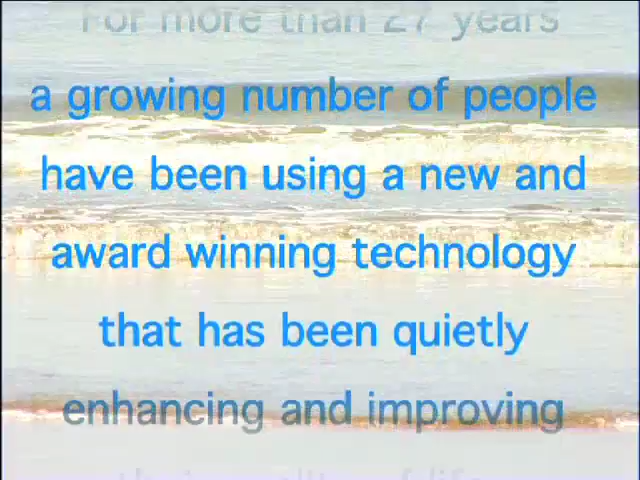 For more than 27 years
a growing number of people
have been using a new and
award winning technology
that has been quietly
enhancing and improving